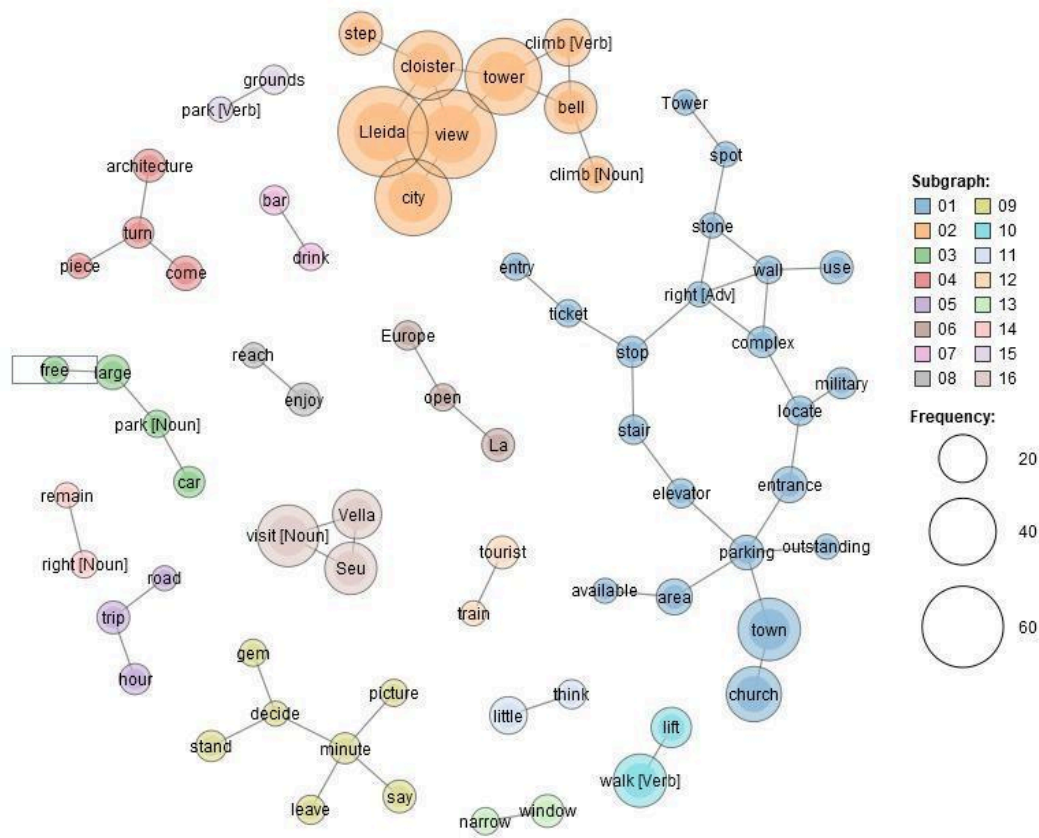 step
climb [Verb]
cloister
tower
grounds
park [Verb]
bell
Tower
Lleida
view
spot
architecture
climb [Noun]
city
bar
stone
turn
drink
piece
come
entry
wall
use
right [Adv]
ticket
Europe
stop
complex
reach
free
large
enjoy
open
military
locate
park [Noun]
stair
La
car
elevator
entrance
remain
Vella
visit [Noun]
Seu
right [Noun]
road
tourist
parking
outstanding
available
area
train
trip
town
gem
hour
picture
think
church
decide
little
lift
stand
minute
walk [Verb]
leave
say
narrow
window
Subgraph:
01 09
02 10
03 11
04 12
05 13
06 14
07 15
08 16
Frequency:
20
40
60